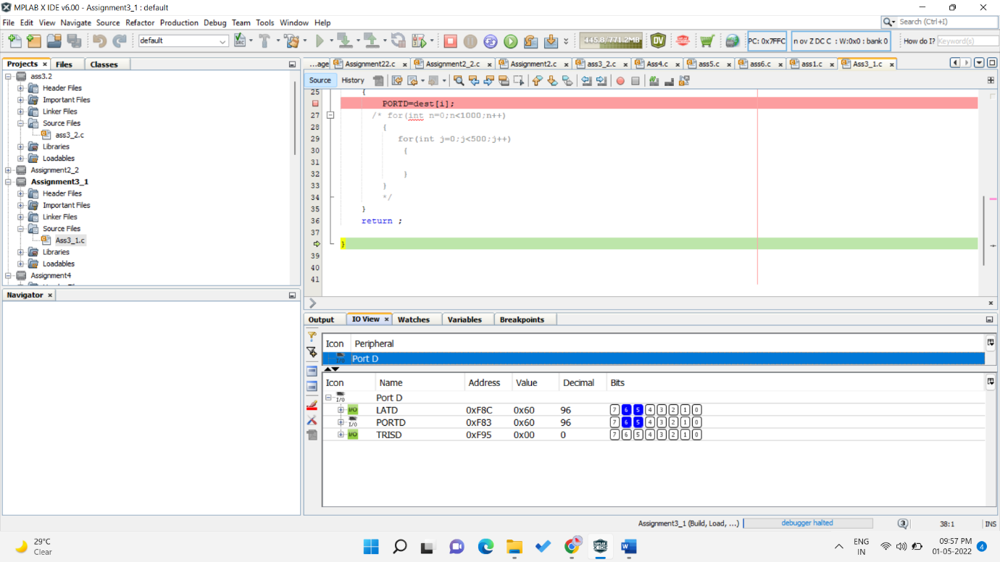 MPLAB X IDE v6.00 - Assignment3_1 : default
File Edit View Navigate Source Refactor Production Debug Team Tools Window Help
Search (Ctrl+I)
default
445.8/771.2MB
PC: 0x7FFC
n ov Z DC C : W:0x0 : bank 0
How do I? Keyword(s)
Projects × Files Classes
...age Assignment22.c × Assignment2_2.c × Assignment2.c × ass3_2.c × Ass4.c × ass5.c × ass6.c × ass1.c × Ass3_1.c ×
ass3.2
Header Files
Important Files
Linker Files
Source Files
ass3_2.c
Libraries
Loadables
Assignment2_2
Assignment3_1
Header Files
Important Files
Linker Files
Source Files
Ass3_1.c
Libraries
Loadables
Assignment4
Navigator ×
Source History
25 {
PORTD=dest[i];
27 /* for(int n=0;n<1000;n++)
28 {
29 for(int j=0;j<500;j++)
30 {
31
32 }
33 }
34 */
35 }
36 return ;
37
}
39
40
41
Output IO View × Watches Variables Breakpoints
Icon Peripheral
Port D
Icon Name Address Value Decimal Bits
Port D
LATD 0xF8C 0x60 96 7 6 5 4 3 2 1 0
PORTD 0xF83 0x60 96 7 6 5 4 3 2 1 0
TRISD 0xF95 0x00 0 7 6 5 4 3 2 1 0
Assignment3_1 (Build, Load, ...) debugger halted 3 38:1 INS
29°C
Clear
ENG
IN
09:57 PM
01-05-2022
4